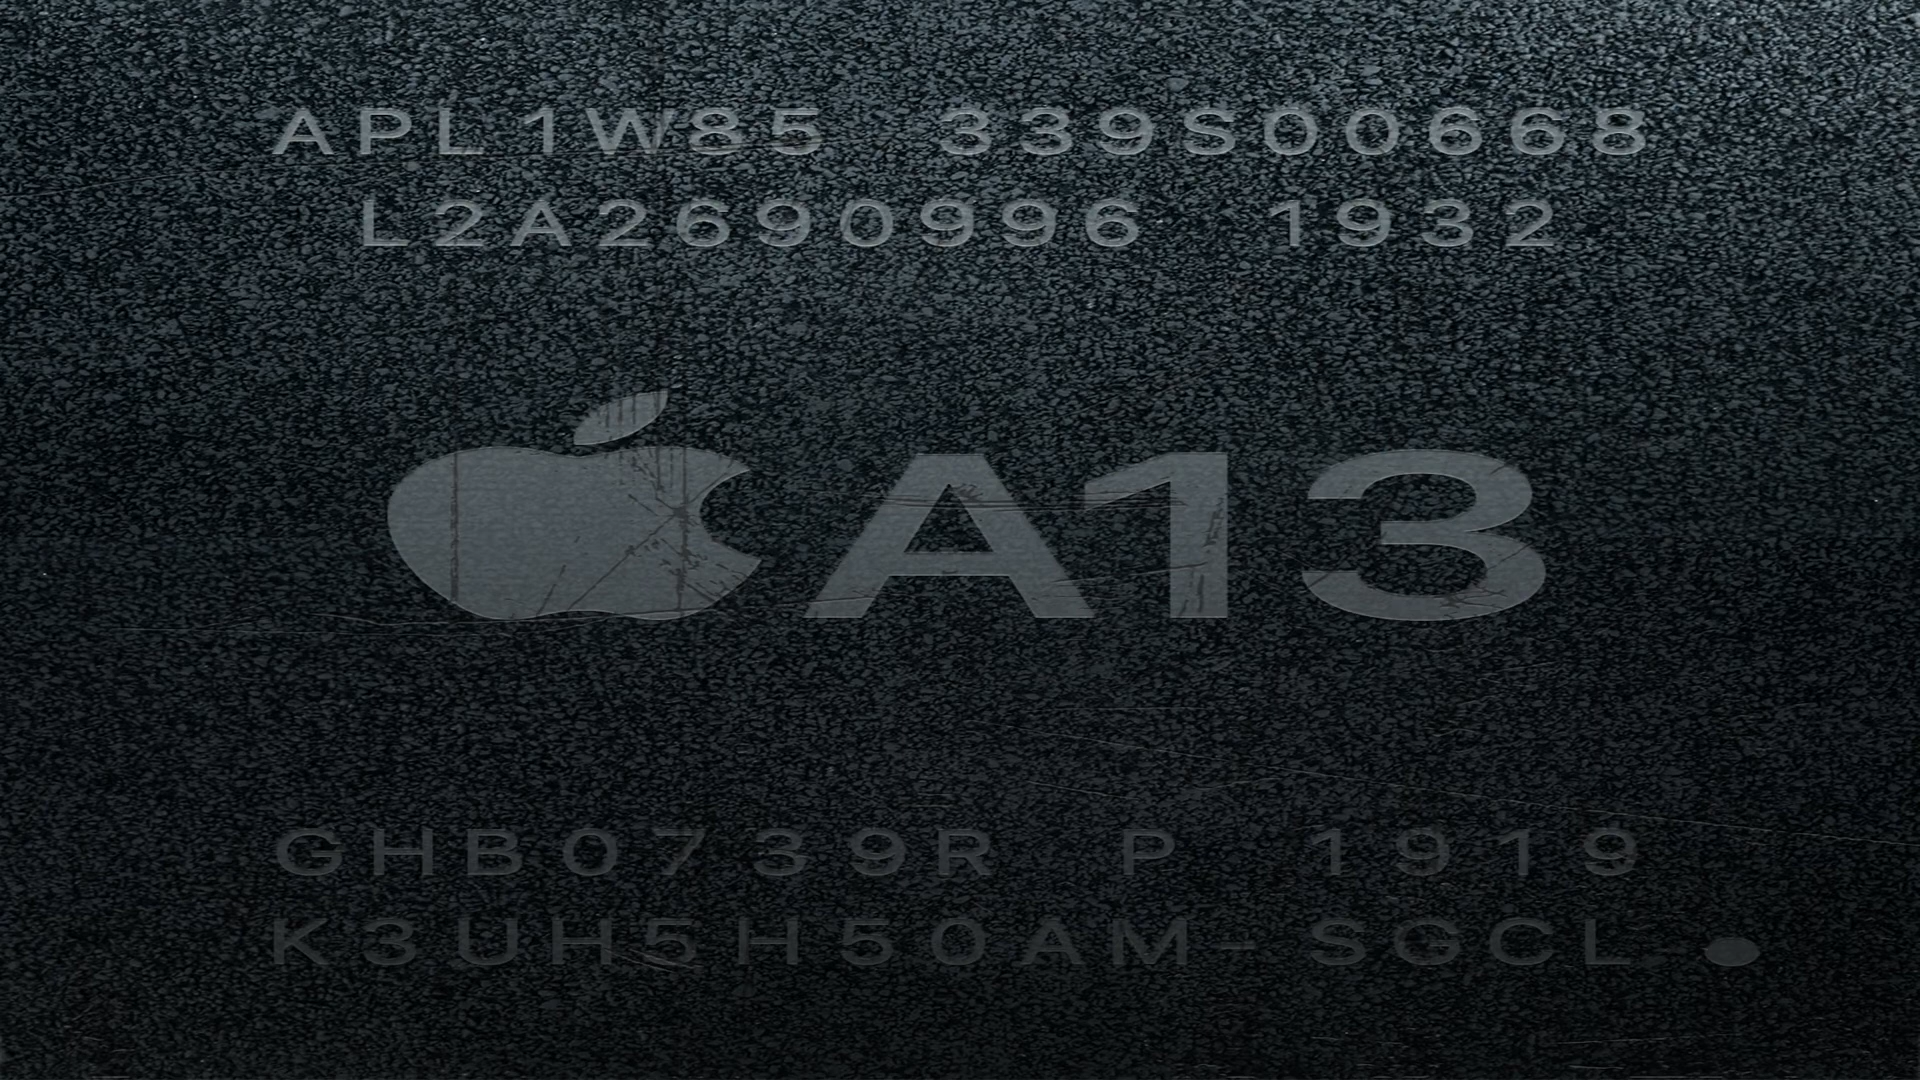 APL1W85 339S00668
L2A2690996 1932
A13
GHB0739R P 1919
K3UH5H50AM-SGCL